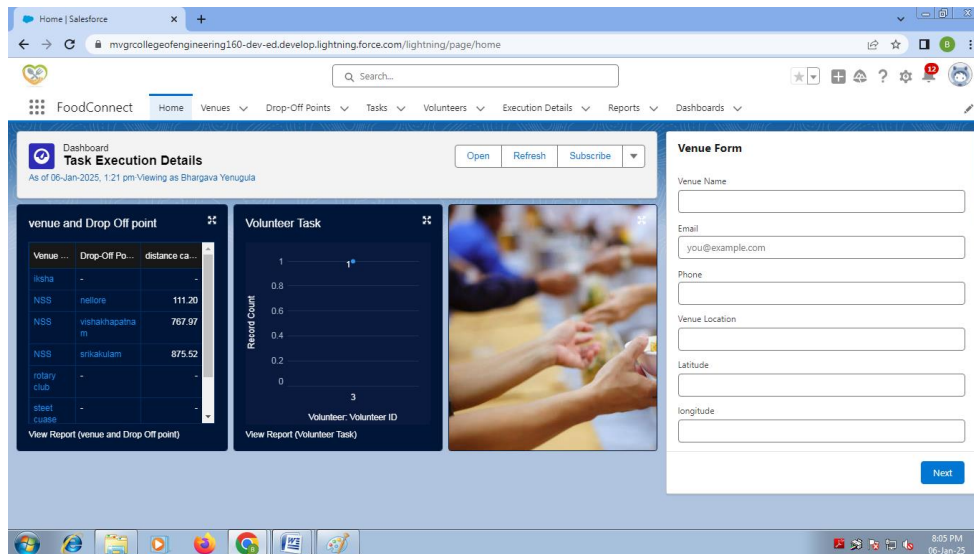 Home | Salesforce
mvgrcollegeofengineering160-dev-ed.develop.lightning.force.com/lightning/page/home
B
Search...
12
FoodConnect Home Venues Drop-Off Points Tasks Volunteers Execution Details Reports Dashboards
Dashboard
Task Execution Details
As of 06-Jan-2025, 1:21 pm·Viewing as Bhargava Yenugula
Open Refresh Subscribe
venue and Drop Off point
Venue ... Drop-Off Po... distance ca...
iksha - -
NSS nellore 111.20
NSS vishakhapatna
m 767.97
NSS srikakulam 875.52
rotary
club - -
steet
cuase - -
View Report (venue and Drop Off point)
Volunteer Task
Record Count
1
0.8
0.6
0.4
0.2
0
1
3
Volunteer: Volunteer ID
View Report (Volunteer Task)
Venue Form
Venue Name
Email
you@example.com
Phone
Venue Location
Latitude
longitude
Next
8:05 PM
06-Jan-25